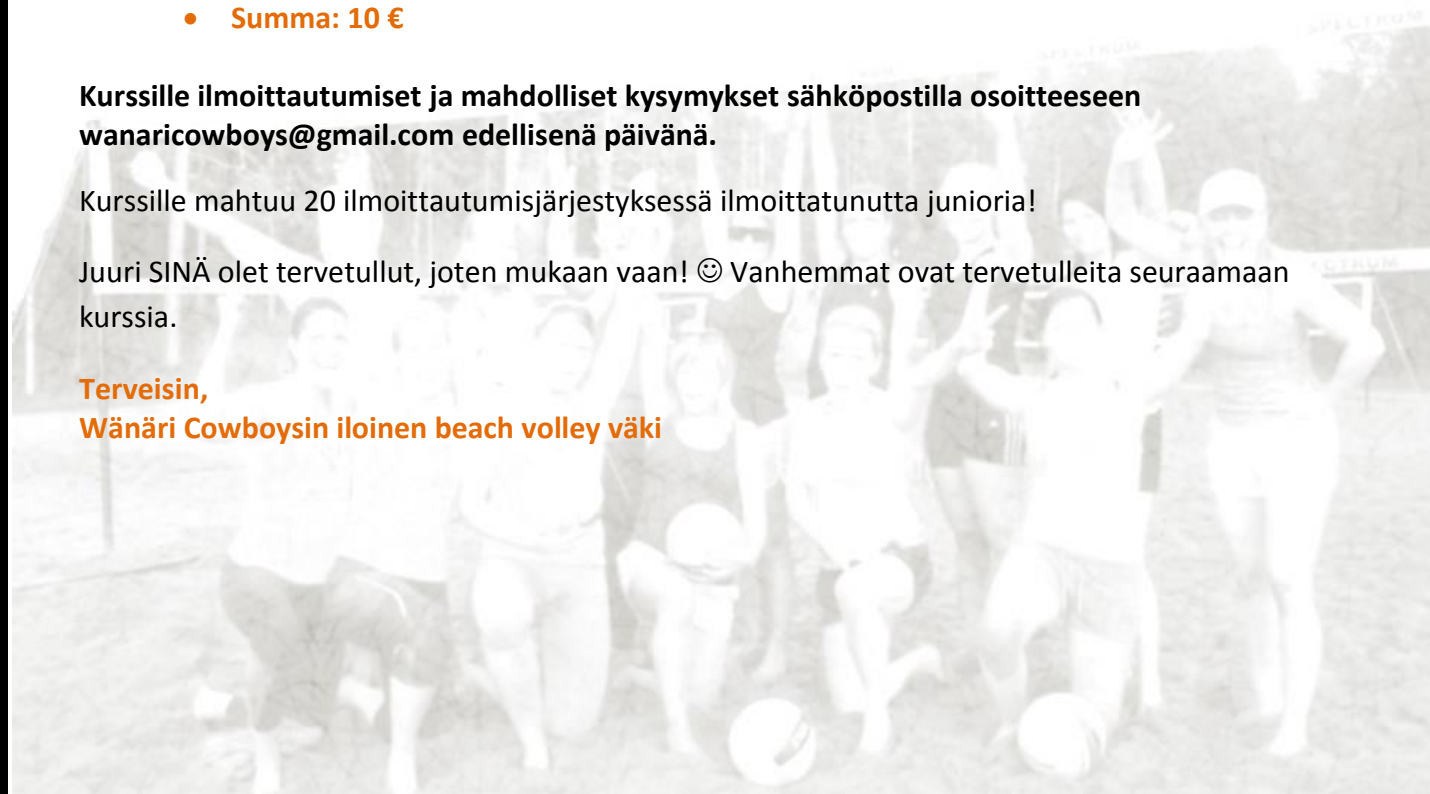 • Summa: 10 €
Kurssille ilmoittautumiset ja mahdolliset kysymykset sähköpostilla osoitteeseen
wanaricowboys@gmail.com edellisenä päivänä.
Kurssille mahtuu 20 ilmoittautumisjärjestyksessä ilmoittatunutta junioria!
Juuri SINÄ olet tervetullut, joten mukaan vaan! ☺ Vanhemmat ovat tervetulleita seuraamaan
kurssia.
Terveisin,
Wänäri Cowboysin iloinen beach volley väki
SPECTRUM
SPECTRUM